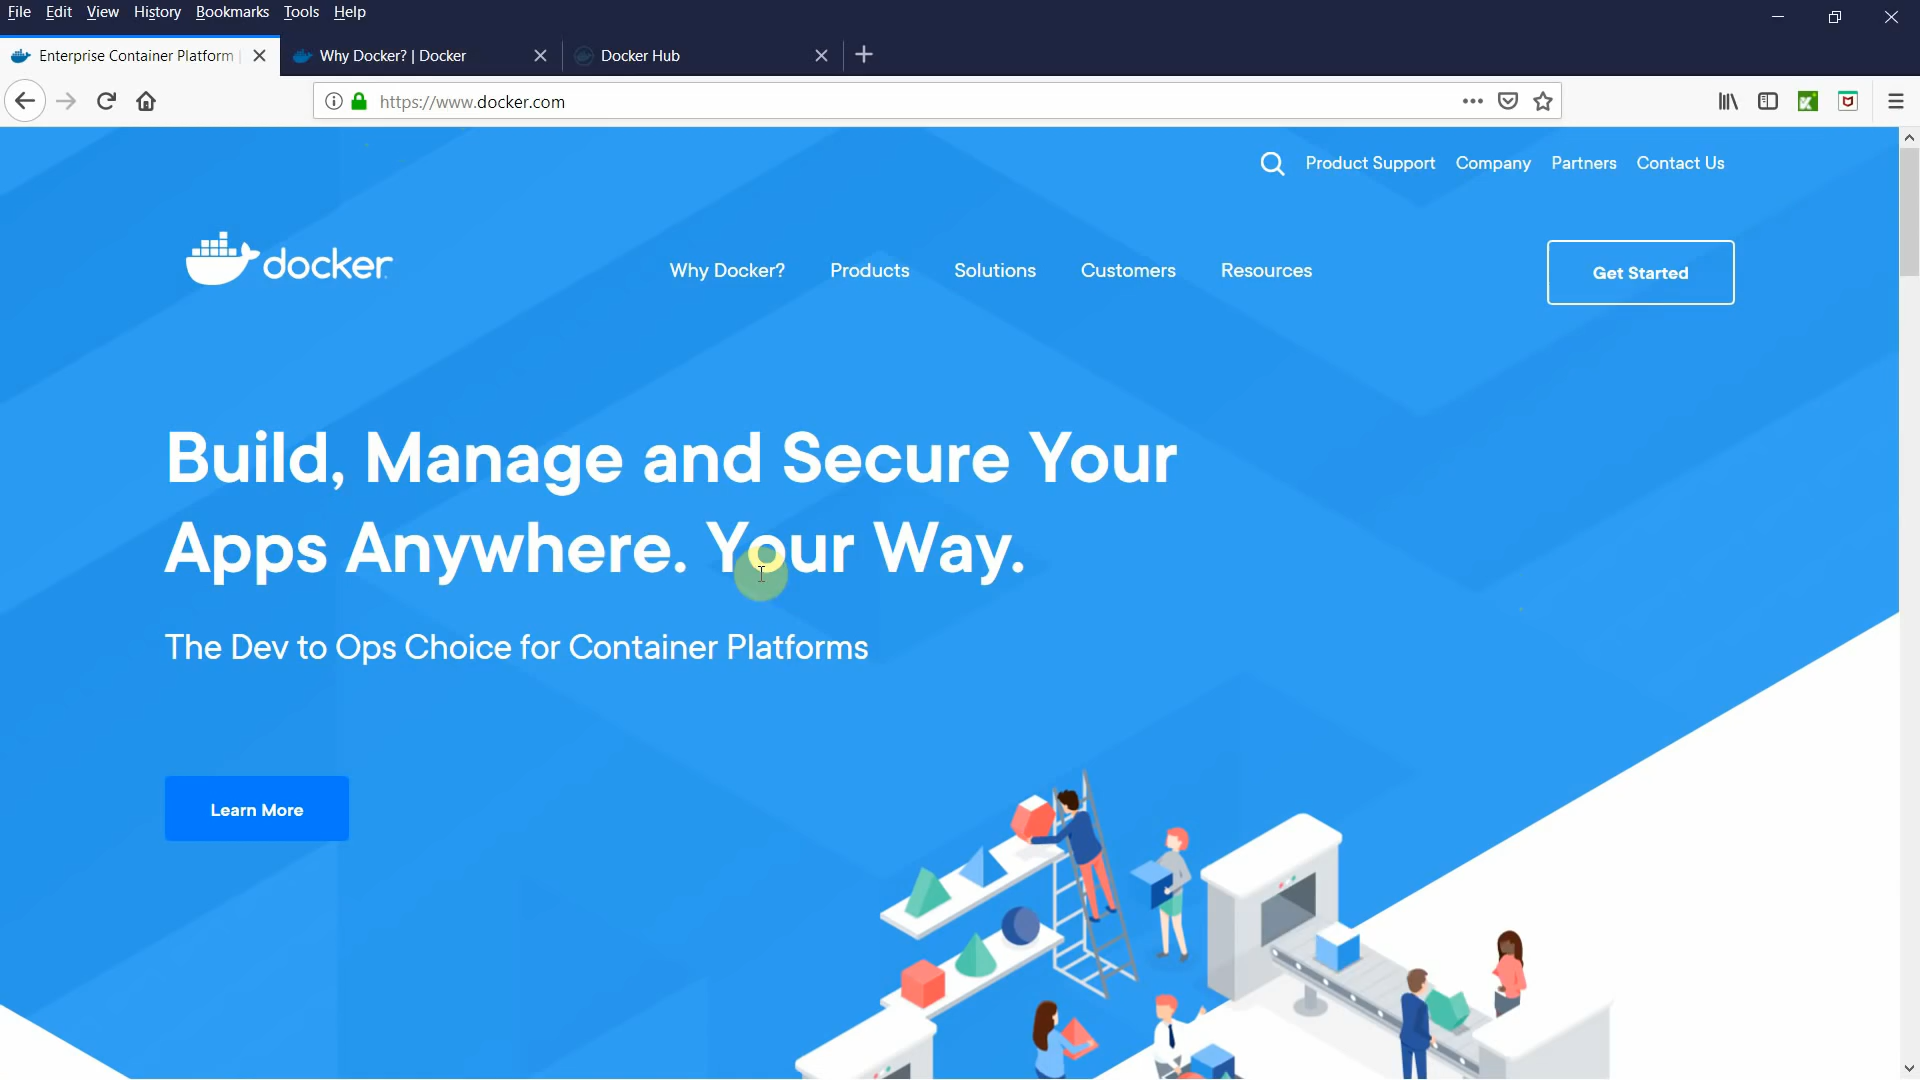 File Edit View History Bookmarks Tools Help
Enterprise Container Platform
Why Docker? | Docker
Docker Hub
https://www.docker.com
Product Support Company Partners Contact Us
docker
Why Docker? Products Solutions Customers Resources
Get Started
Build, Manage and Secure Your
Apps Anywhere. Your Way.
The Dev to Ops Choice for Container Platforms
Learn More